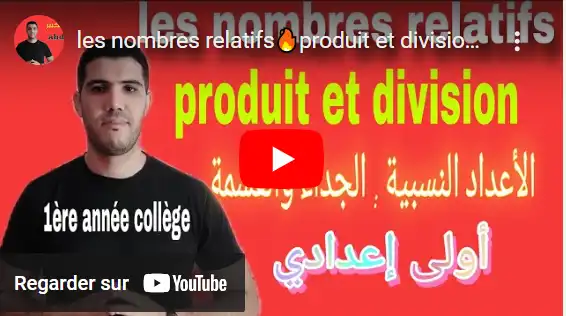 les nombres relatifs
les nombres relatifs🔥produit et divisio...
produit et division
الأعداد النسبية , الجداء والقسمة
1ère année collège
أولى إعدادي
Regarder sur YouTube